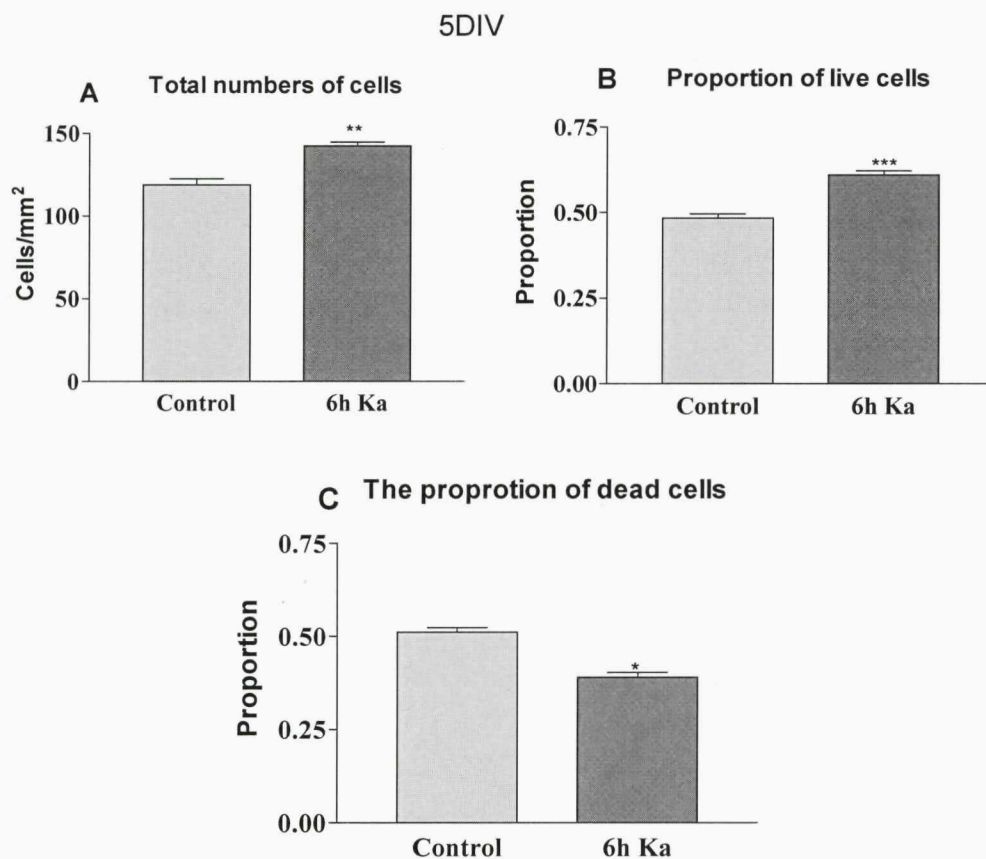 5DIV
A Total numbers of cells
150
**
100
50
0
Cells/mm²
Control 6h Ka
B Proportion of live cells
0.75
***
0.50
0.25
0.00
Proportion
Control 6h Ka
C The proprotion of dead cells
0.75
0.50
*
0.25
0.00
Proportion
Control 6h Ka